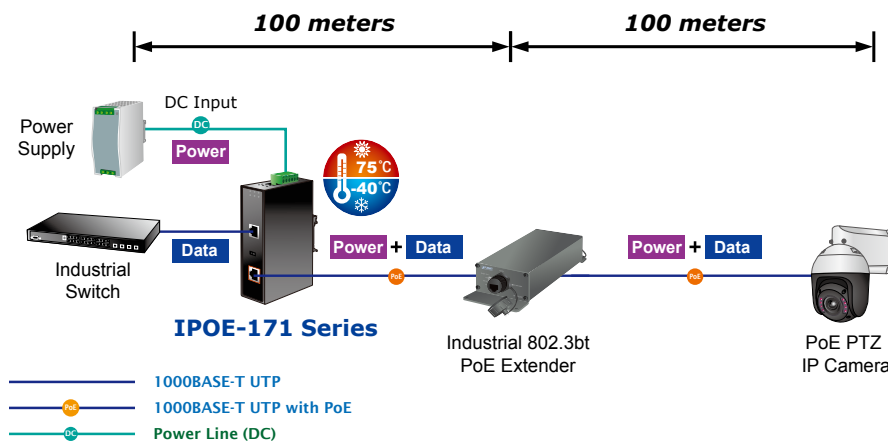 100 meters
100 meters
DC Input
DC
Power
Power
Supply
75°C
-40°C
Data
Power + Data
Power + Data
PoE
PoE
Industrial
Switch
IPOE-171 Series
Industrial 802.3bt
PoE Extender
PoE PTZ
IP Camera
1000BASE-T UTP
PoE
1000BASE-T UTP with PoE
DC
Power Line (DC)